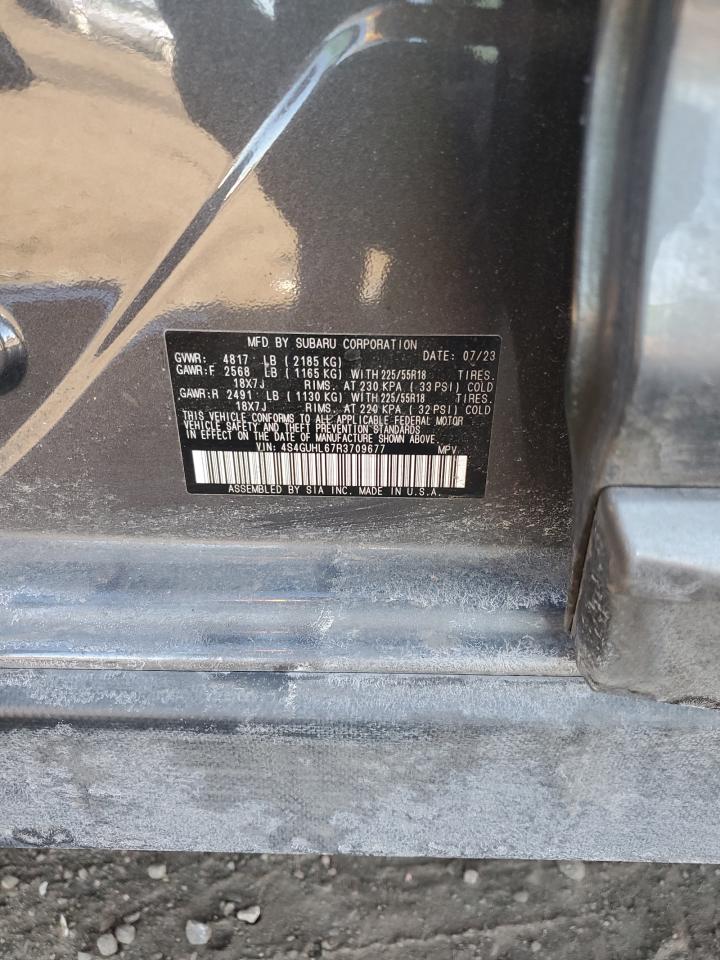 MFD BY SUBARU CORPORATION DATE: 07/23
GVWR: 4817 LB (2185 KG)
GAWR:F 2568 LB (1165 KG) WITH 225/55R18 TIRES.
18X7J RIMS. AT 230 KPA (33 PSI) COLD
GAWR:R 2491 LB (1130 KG) WITH 225/55R18 TIRES.
18X7J RIMS. AT 220 KPA (32 PSI) COLD
THIS VEHICLE CONFORMS TO ALL APPLICABLE FEDERAL MOTOR
VEHICLE SAFETY AND THEFT PREVENTION STANDARDS
IN EFFECT ON THE DATE OF MANUFACTURE SHOWN ABOVE.
VIN: 4S4GUHL67R3709677 MPV
ASSEMBLED BY SIA INC. MADE IN U.S.A.